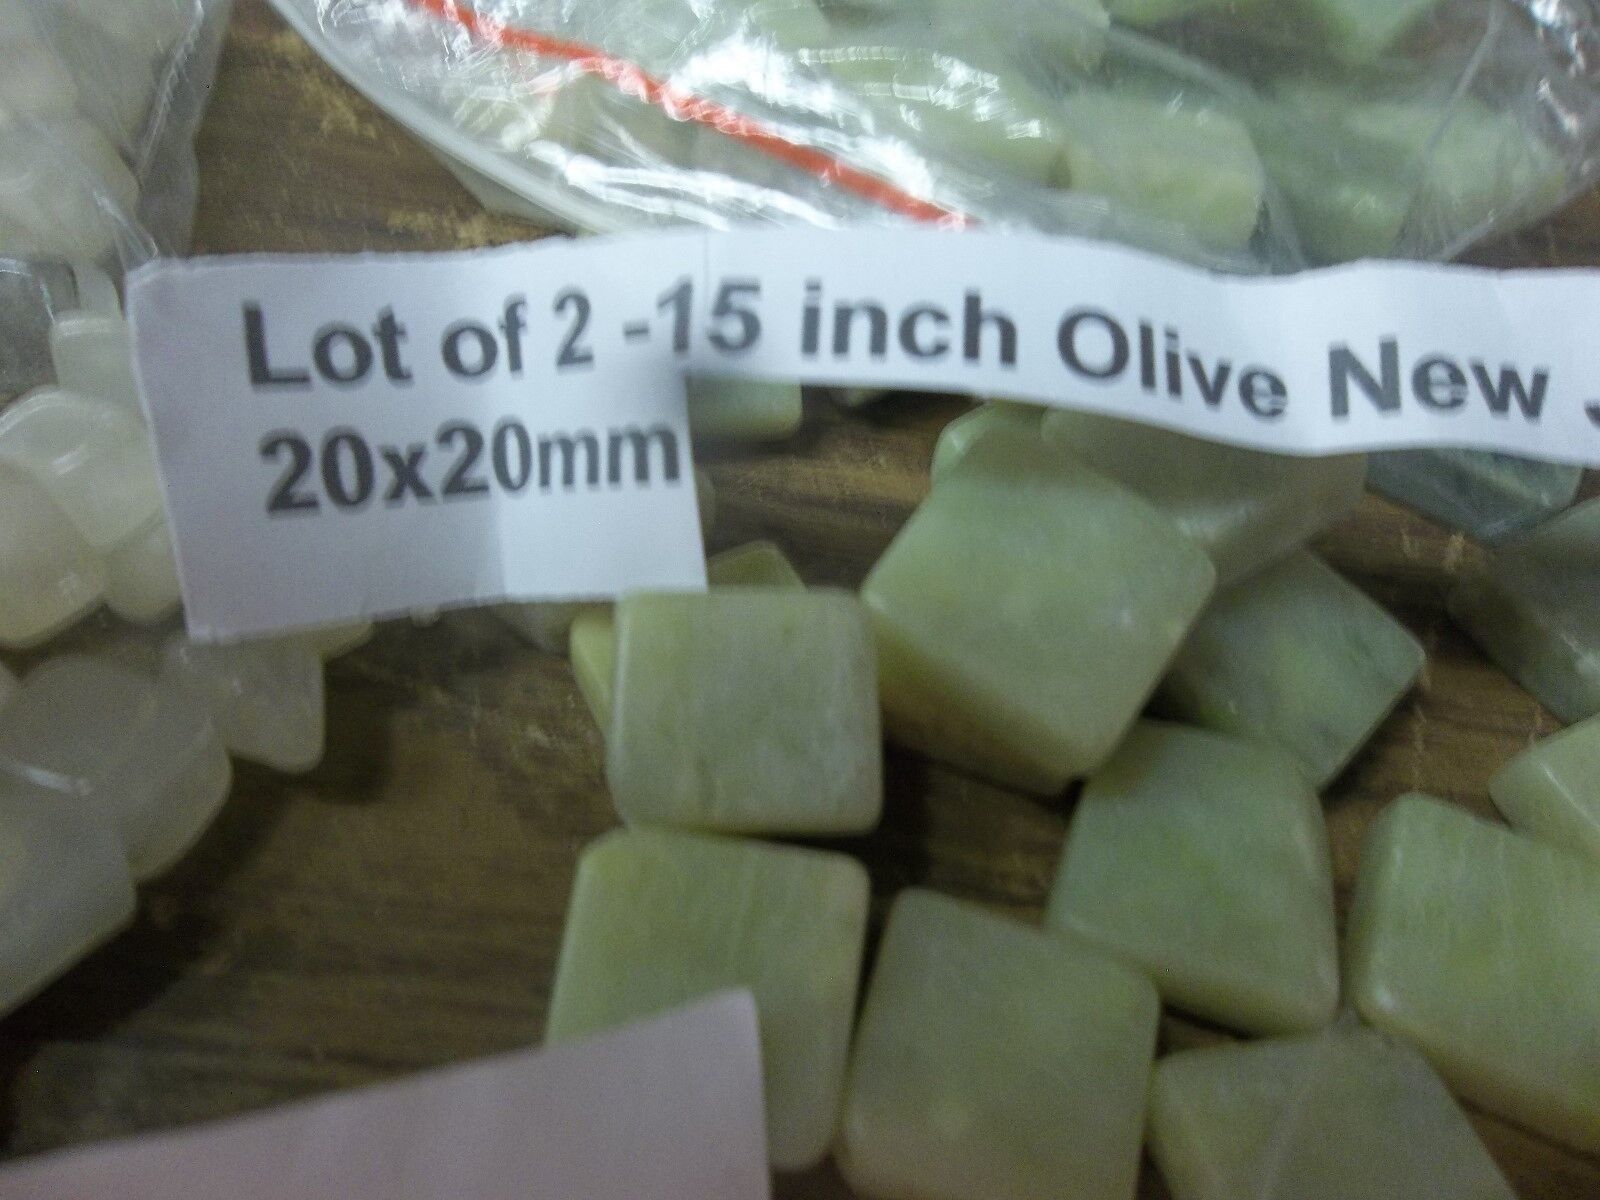 Lot of 2 -15 inch Olive New
20x20mm